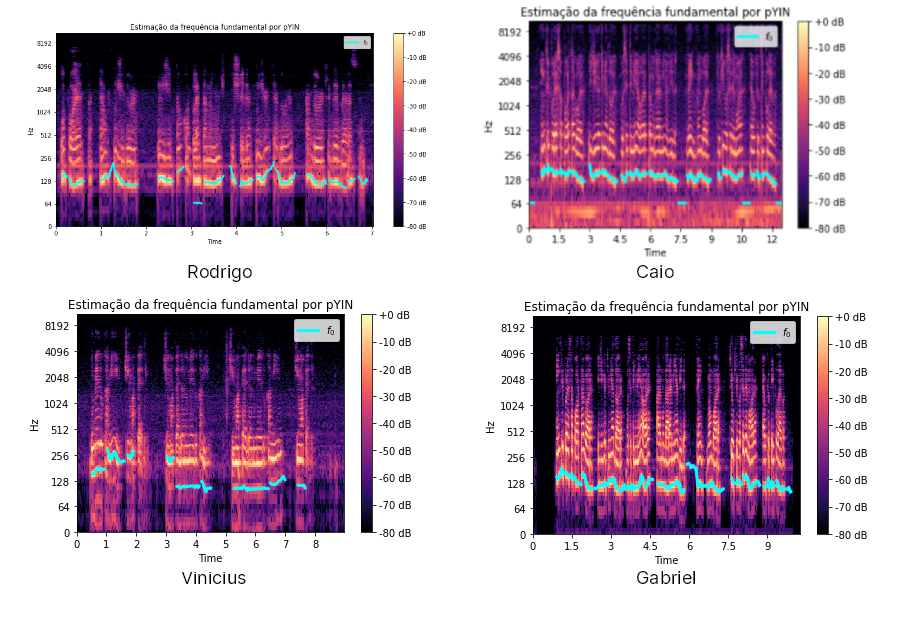 Estimação da frequência fundamental por pYIN
f₀
Hz
8192
4096
2048
1024
512
256
128
64
0
0 1 2 3 4 5 6 7
Time
+0 dB
-10 dB
-20 dB
-30 dB
-40 dB
-50 dB
-60 dB
-70 dB
-80 dB
Rodrigo
Estimação da frequência fundamental por pYIN
f₀
Hz
8192
4096
2048
1024
512
256
128
64
0
0 1.5 3 4.5 6 7.5 9 10 12
Time
+0 dB
-10 dB
-20 dB
-30 dB
-40 dB
-50 dB
-60 dB
-70 dB
-80 dB
Caio
Estimação da frequência fundamental por pYIN
f₀
Hz
8192
4096
2048
1024
512
256
128
64
0
0 1 2 3 4 5 6 7 8
Time
+0 dB
-10 dB
-20 dB
-30 dB
-40 dB
-50 dB
-60 dB
-70 dB
-80 dB
Vinicius
Estimação da frequência fundamental por pYIN
f₀
Hz
8192
4096
2048
1024
512
256
128
64
0
0 1.5 3 4.5 6 7.5 9
Time
+0 dB
-10 dB
-20 dB
-30 dB
-40 dB
-50 dB
-60 dB
-70 dB
-80 dB
Gabriel